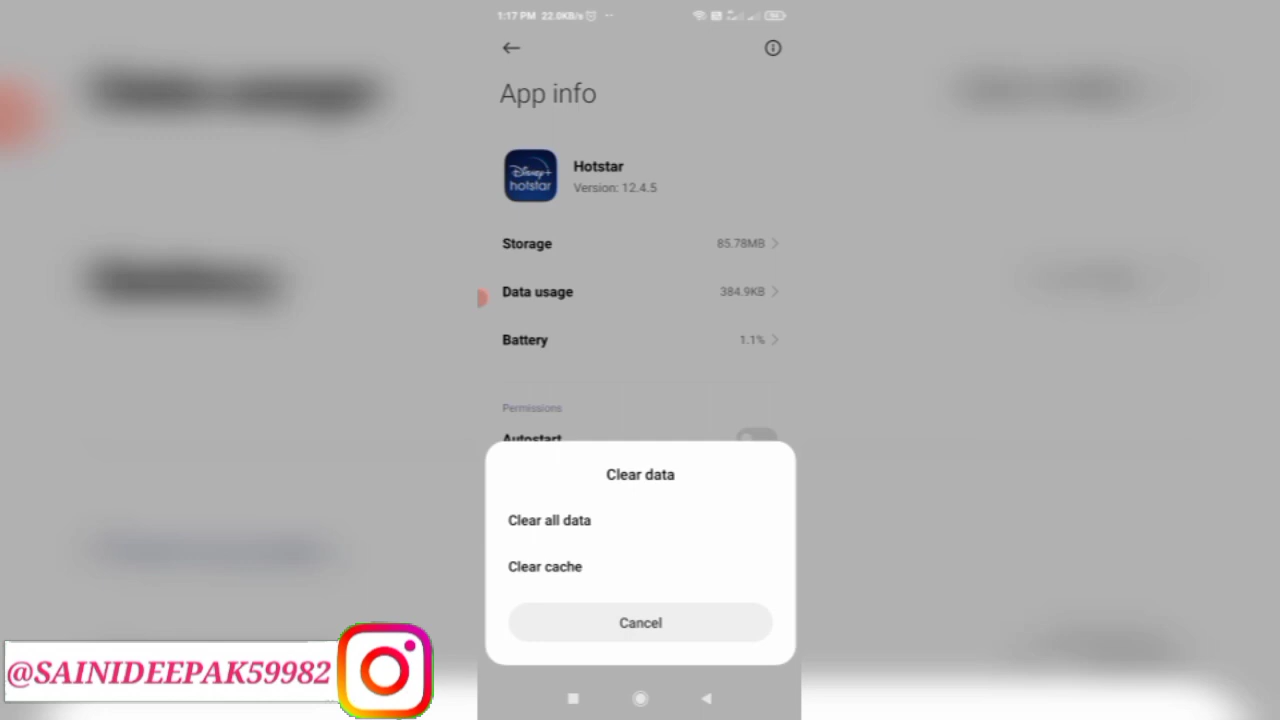 1:17 PM 22.0KB/s
App info
Disney+
hotstar
Hotstar
Version: 12.4.5
Storage 85.78MB
Data usage 384.9KB
Battery 1.1%
Permissions
Autostart
Clear data
Clear all data
Clear cache
Cancel
@SAINIDEEPAK59982